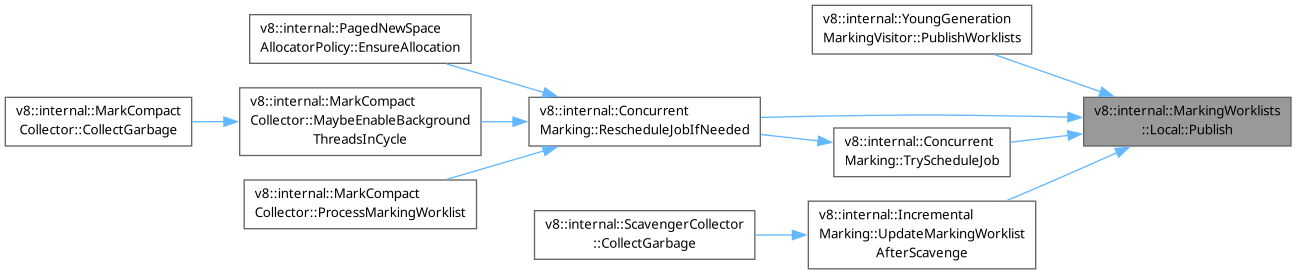 v8::internal::PagedNewSpace
AllocatorPolicy::EnsureAllocation
v8::internal::YoungGeneration
MarkingVisitor::PublishWorklists
v8::internal::MarkCompact
Collector::CollectGarbage
v8::internal::MarkCompact
Collector::MaybeEnableBackground
ThreadsInCycle
v8::internal::Concurrent
Marking::RescheduleJobIfNeeded
v8::internal::MarkingWorklists
::Local::Publish
v8::internal::Concurrent
Marking::TryScheduleJob
v8::internal::MarkCompact
Collector::ProcessMarkingWorklist
v8::internal::ScavengerCollector
::CollectGarbage
v8::internal::Incremental
Marking::UpdateMarkingWorklist
AfterScavenge